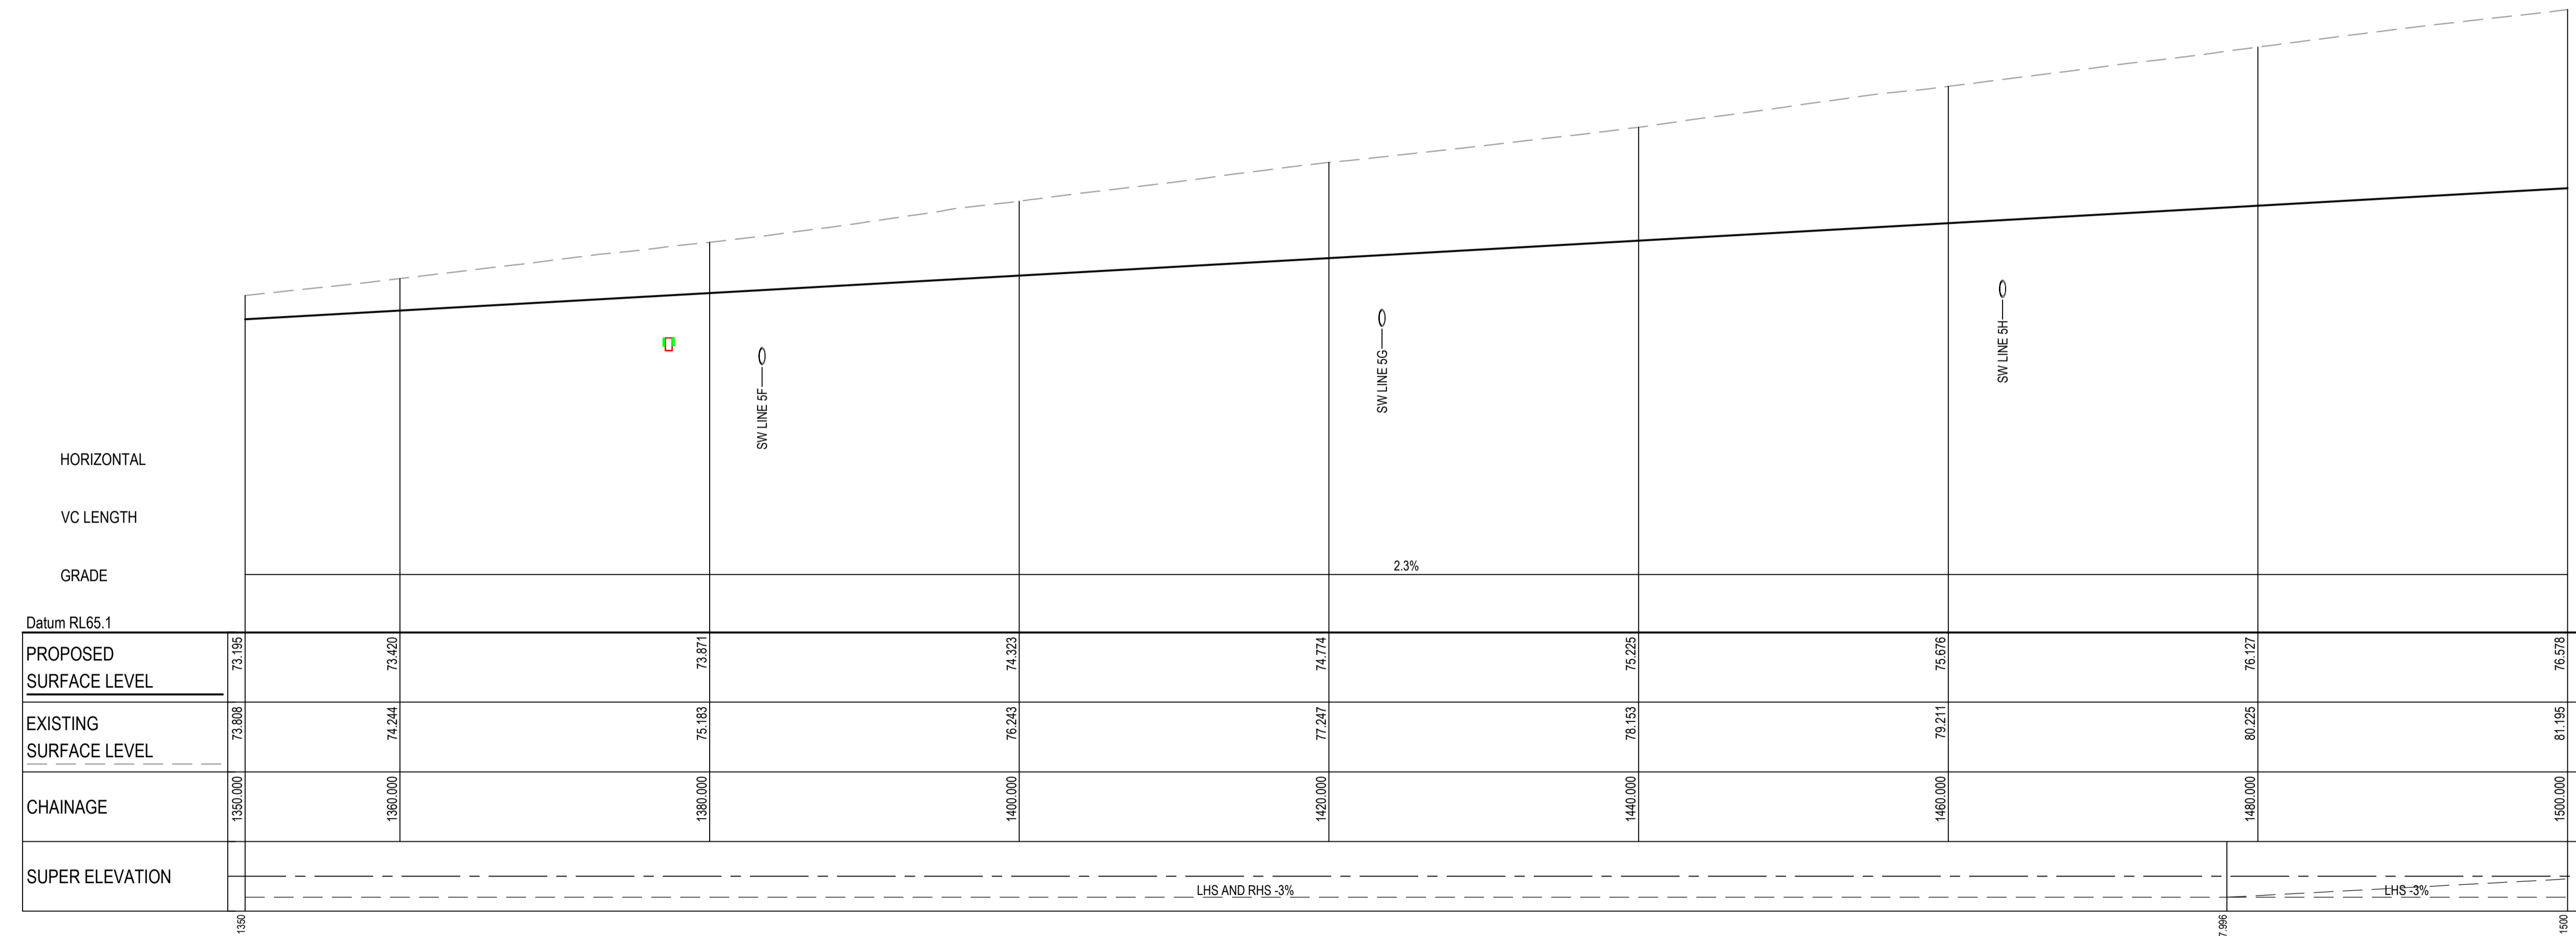 SW LINE 5F
SW LINE 5G
SW LINE 5H
HORIZONTAL
VC LENGTH
GRADE
2.3%
Datum RL65.1
PROPOSED
SURFACE LEVEL
73.195
73.420
73.871
74.323
74.774
75.225
75.676
76.127
76.578
EXISTING
SURFACE LEVEL
73.808
74.244
75.183
76.243
77.247
78.153
79.211
80.225
81.195
CHAINAGE
1350.000
1360.000
1380.000
1400.000
1420.000
1440.000
1460.000
1480.000
1500.000
SUPER ELEVATION
LHS AND RHS -3%
LHS -3%
1350
7.996
1500